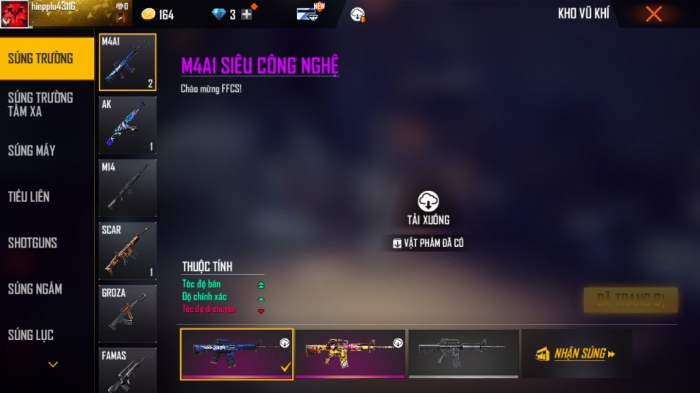 hiepplu43116
0
164
3
NEW
KHO VŨ KHÍ
SÚNG TRƯỜNG
SÚNG TRƯỜNG
TẦM XA
SÚNG MÁY
TIỂU LIÊN
SHOTGUNS
SÚNG NGẮM
SÚNG LỤC
M4A1
2
AK
1
M14
SCAR
1
GROZA
FAMAS
M4A1 SIÊU CÔNG NGHỆ
Chào mừng FFCS!
TẢI XUỐNG
VẬT PHẨM ĐÃ CÓ
THUỘC TÍNH
Tốc độ bắn
Độ chính xác
Tốc độ di chuyển
ĐÃ TRANG BỊ
NHẬN SÚNG